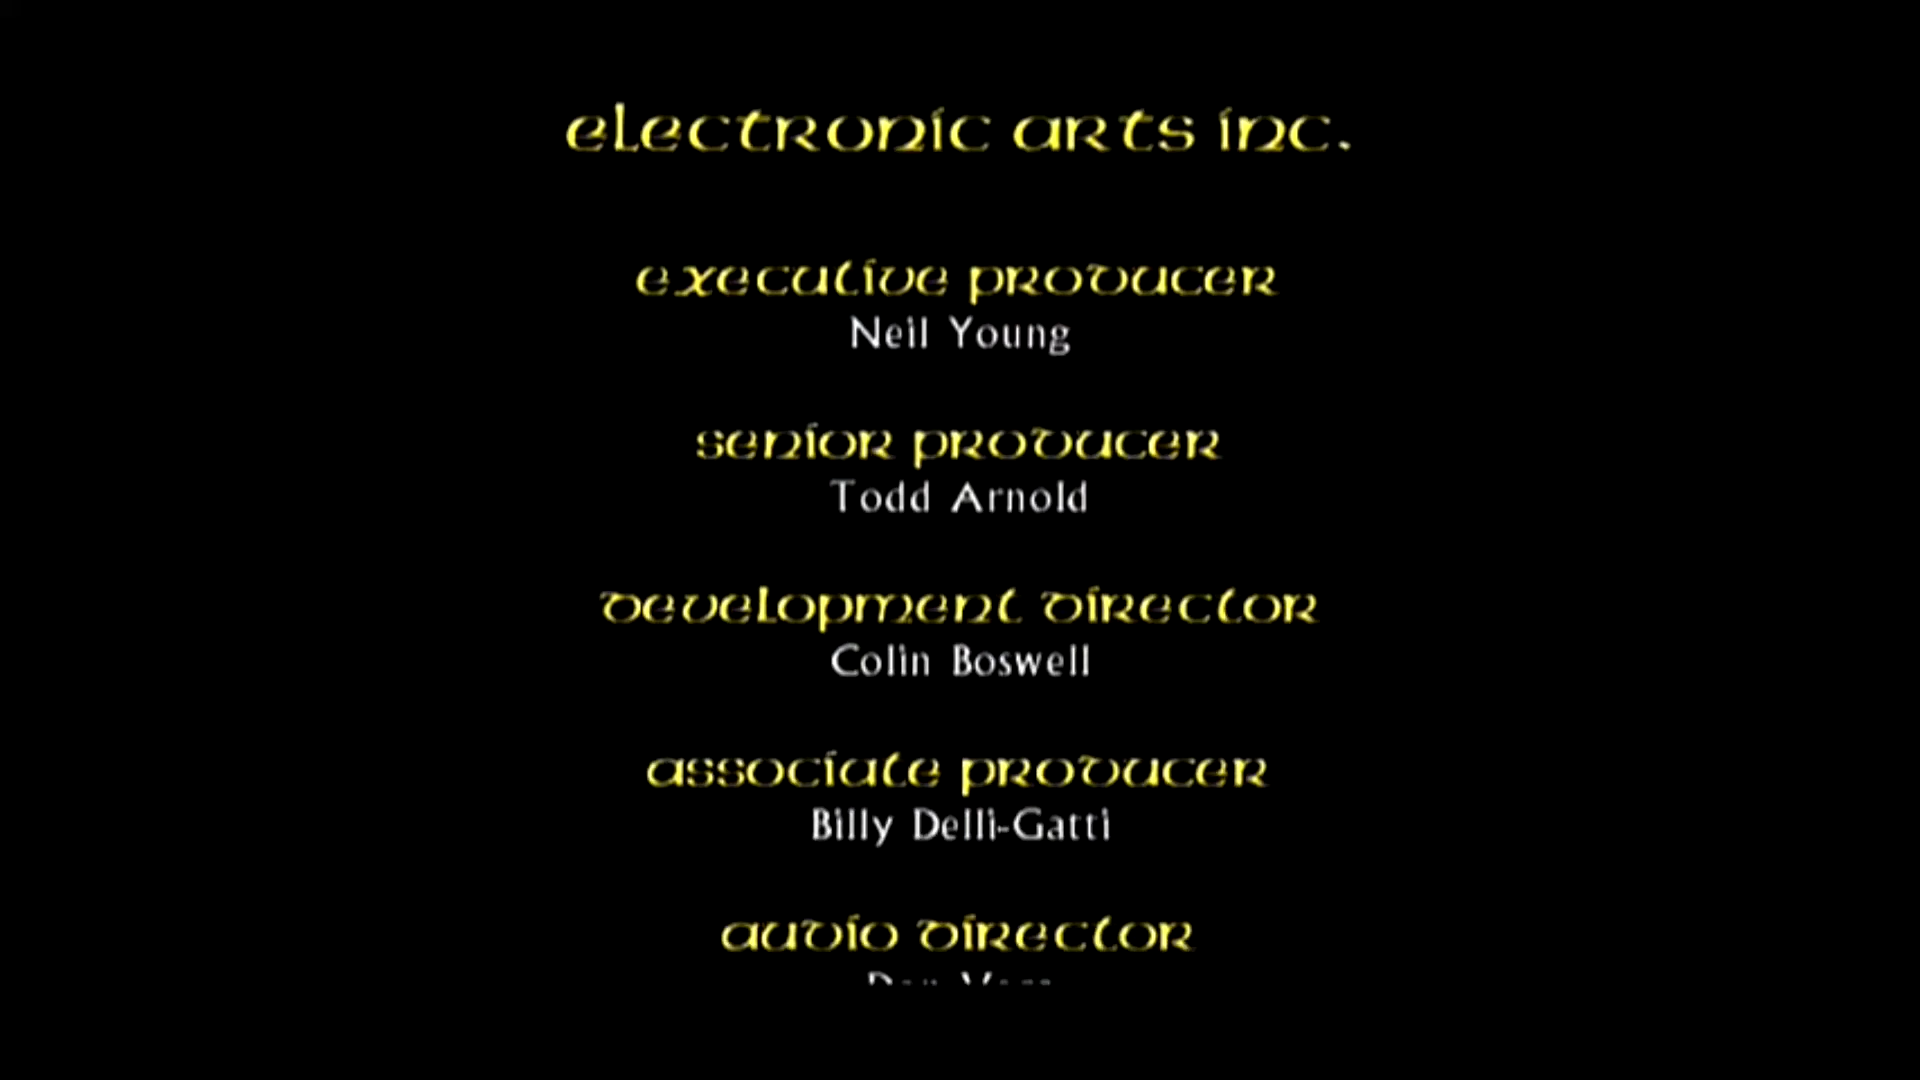 electronic arts inc.
executive producer
Neil Young
senior producer
Todd Arnold
development director
Colin Boswell
associate producer
Billy Delli-Gatti
audio director